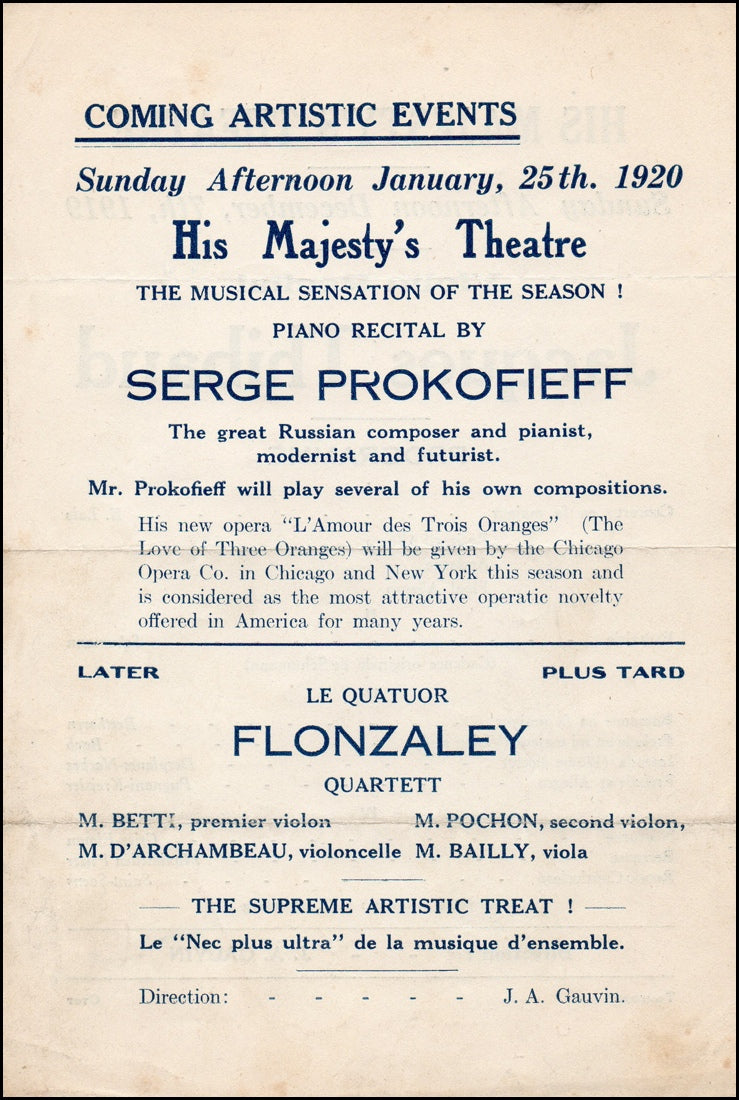 COMING ARTISTIC EVENTS
Sunday Afternoon January, 25th. 1920
His Majesty's Theatre
THE MUSICAL SENSATION OF THE SEASON !
PIANO RECITAL BY
SERGE PROKOFIEFF
The great Russian composer and pianist,
modernist and futurist.
Mr. Prokofieff will play several of his own compositions.
His new opera "L'Amour des Trois Oranges" (The
Love of Three Oranges) will be given by the Chicago
Opera Co. in Chicago and New York this season and
is considered as the most attractive operatic novelty
offered in America for many years.
LATER PLUS TARD
LE QUATUOR
FLONZALEY
QUARTETT
M. BETTI, premier violon M. POCHON, second violon,
M. D'ARCHAMBEAU, violoncelle M. BAILLY, viola
THE SUPREME ARTISTIC TREAT !
Le "Nec plus ultra" de la musique d'ensemble.
Direction: - - - - - J. A. Gauvin.